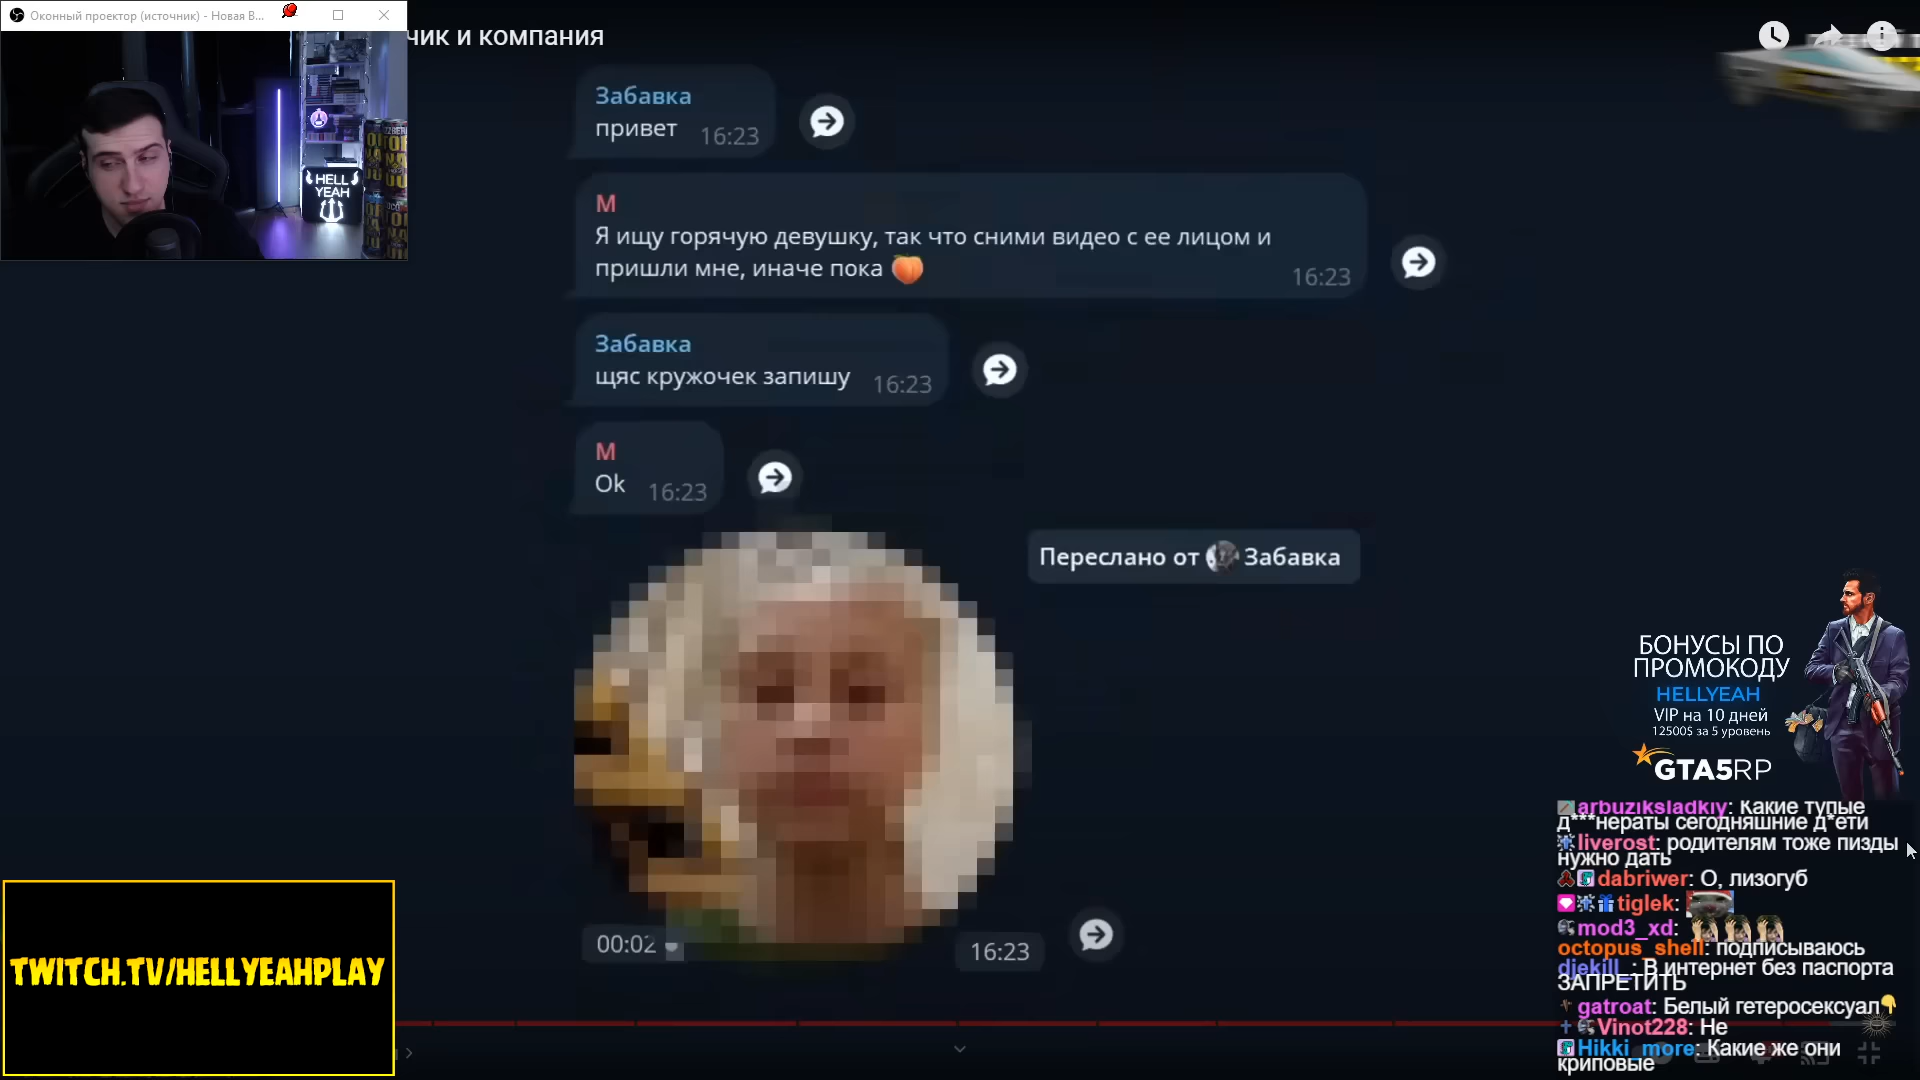 Оконный проектор (источник) - Новая В...
чик и компания
HELL
YEAH
Забавка
привет 16:23
М
Я ищу горячую девушку, так что сними видео с ее лицом и
пришли мне, иначе пока 🍑 16:23
Забавка
щяс кружочек запишу 16:23
М
Ok 16:23
Переслано от Забавка
00:02
16:23
БОНУСЫ ПО
ПРОМОКОДУ
HELLYEAH
VIP на 10 дней
12500$ за 5 уровень
GTA5RP
arbuziksladkiy: Какие тупые
д***нераты сегодняшние д*ети
liverost: родителям тоже пизды
нужно дать
dabriwer: О, лизогуб
tiglek:
mod3_xd:
octopus_shell: подписываюсь
djekill_: В интернет без паспорта
ЗАПРЕТИТЬ
gatroat: Белый гетеросексуал👇
Vinot228: Не
Hikki_more: Какие же они
криповые
TWITCH.TV/HELLYEAHPLAY